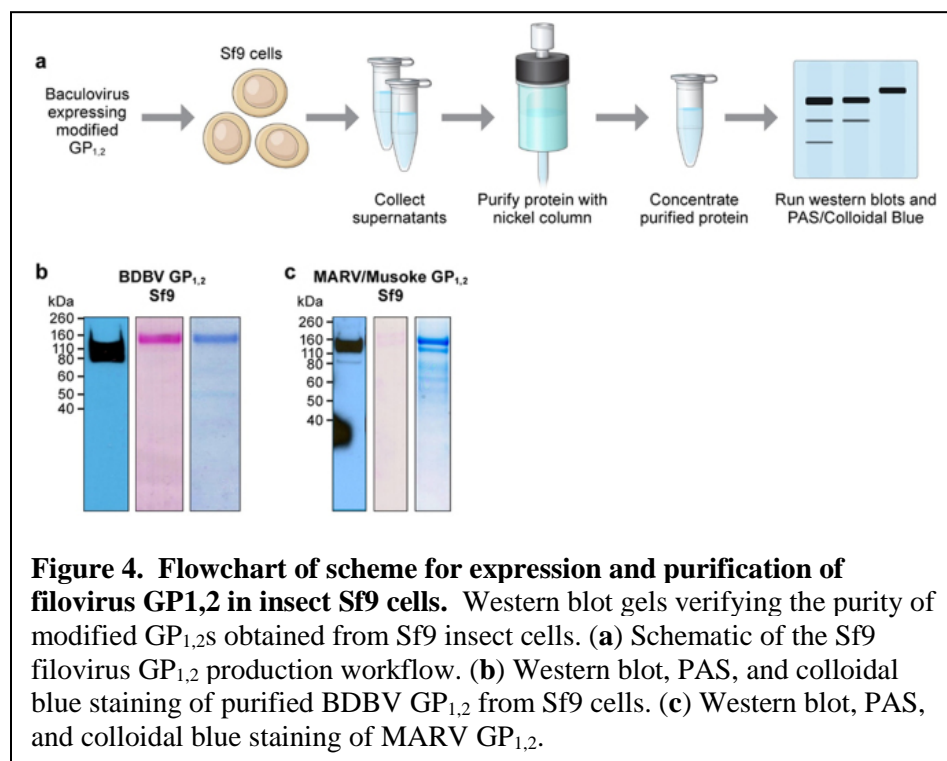 a
Sf9 cells
Baculovirus
expressing
modified
GP1,2
Collect
supernatants
Purify protein with
nickel column
Concentrate
purified protein
Run western blots and
PAS/Colloidal Blue
b
BDBV GP1,2
Sf9
kDa
260
160
110
80
60
50
40
c
MARV/Musoke GP1,2
Sf9
kDa
260
160
110
80
60
50
40
Figure 4. Flowchart of scheme for expression and purification of
filovirus GP1,2 in insect Sf9 cells. Western blot gels verifying the purity of
modified GP1,2s obtained from Sf9 insect cells. (a) Schematic of the Sf9
filovirus GP1,2 production workflow. (b) Western blot, PAS, and colloidal
blue staining of purified BDBV GP1,2 from Sf9 cells. (c) Western blot, PAS,
and colloidal blue staining of MARV GP1,2.